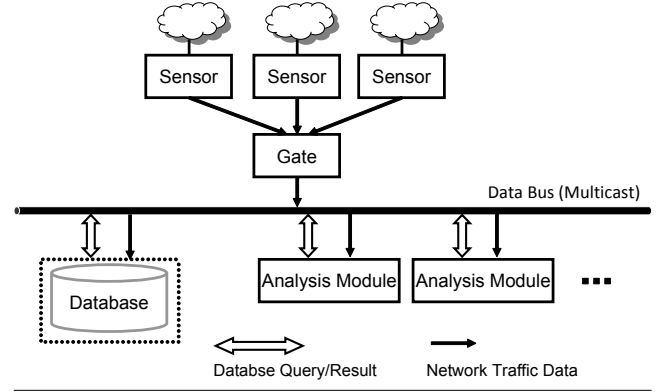 Sensor Sensor Sensor
Gate
Data Bus (Multicast)
Database Analysis Module Analysis Module
Databse Query/Result Network Traffic Data